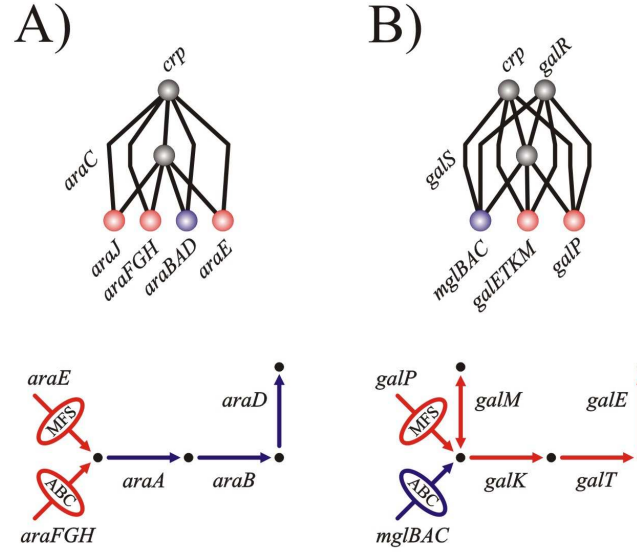 A)
crp
araC
araJ
araFGH
araBAD
araE
araE
MFS
ABC
araFGH
araA
araB
araD
B)
crp
galR
galS
mglBAC
galETKM
galP
galP
MFS
ABC
mglBAC
galM
galK
galT
galE